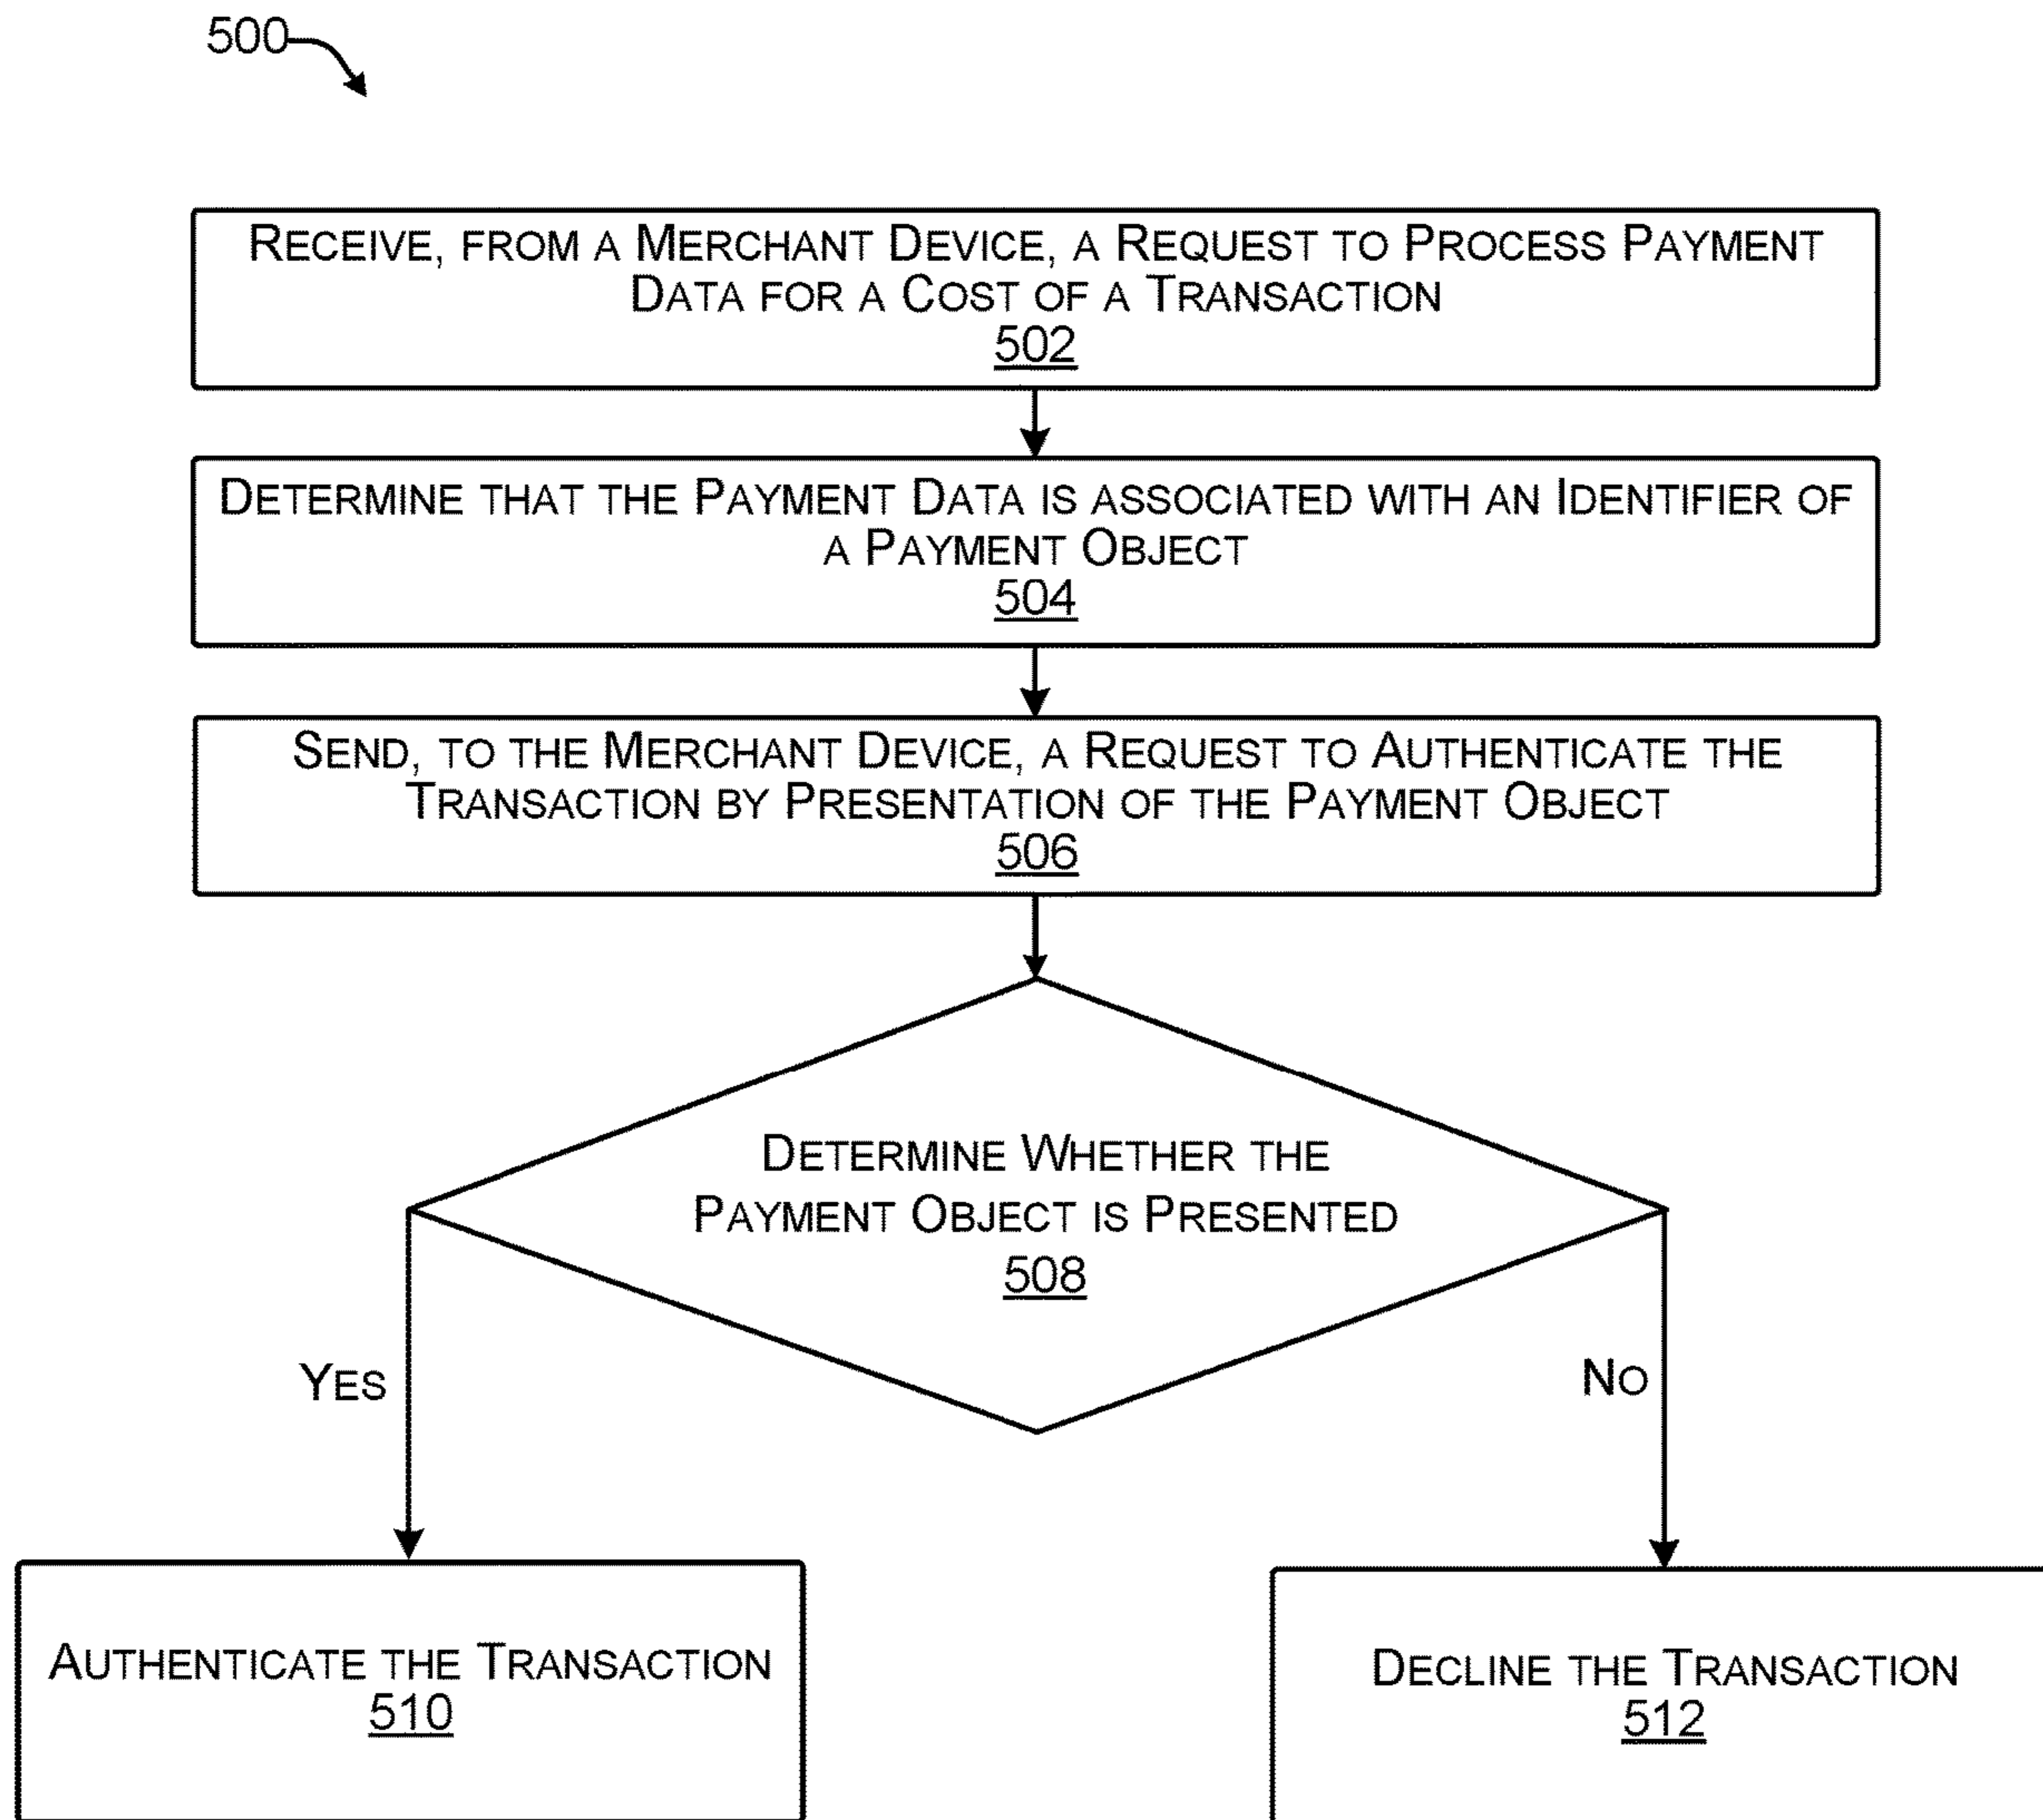 500
RECEIVE, FROM A MERCHANT DEVICE, A REQUEST TO PROCESS PAYMENT
DATA FOR A COST OF A TRANSACTION
502
DETERMINE THAT THE PAYMENT DATA IS ASSOCIATED WITH AN IDENTIFIER OF
A PAYMENT OBJECT
504
SEND, TO THE MERCHANT DEVICE, A REQUEST TO AUTHENTICATE THE
TRANSACTION BY PRESENTATION OF THE PAYMENT OBJECT
506
DETERMINE WHETHER THE
PAYMENT OBJECT IS PRESENTED
508
YES
NO
AUTHENTICATE THE TRANSACTION
510
DECLINE THE TRANSACTION
512